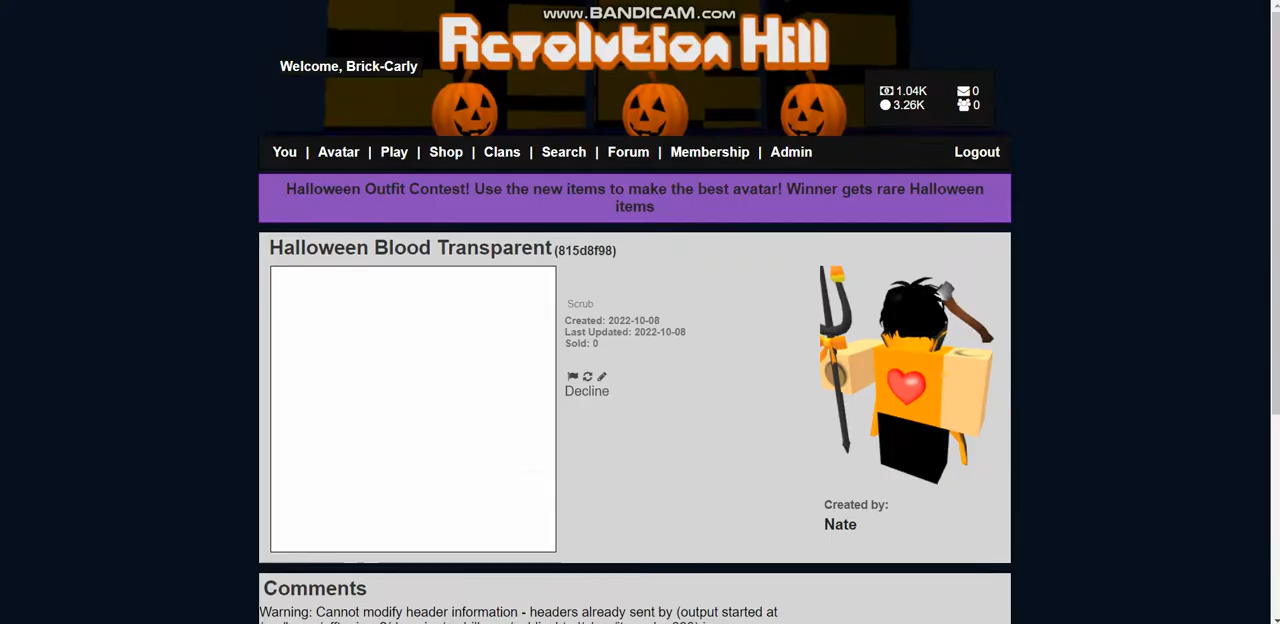 www.BANDICAM.com
Revolution Hill
Welcome, Brick-Carly
1.04K 0
3.26K 0
You | Avatar | Play | Shop | Clans | Search | Forum | Membership | Admin Logout
Halloween Outfit Contest! Use the new items to make the best avatar! Winner gets rare Halloween
items
Halloween Blood Transparent (815d8f98)
Scrub
Created: 2022-10-08
Last Updated: 2022-10-08
Sold: 0
Decline
Created by:
Nate
Comments
Warning: Cannot modify header information - headers already sent by (output started at